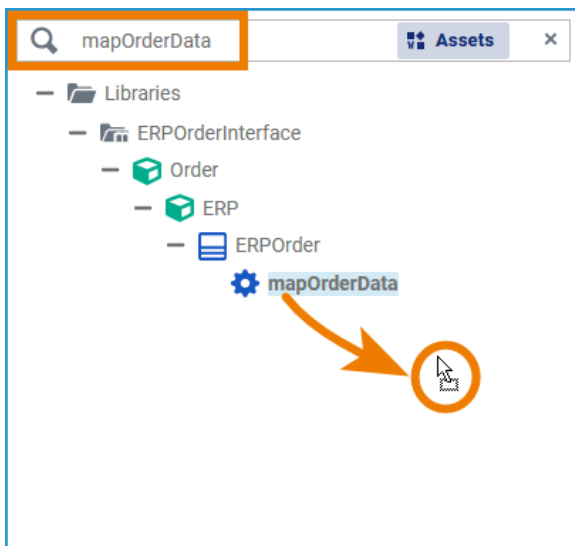 mapOrderData Assets
Libraries
ERPOrderInterface
Order
ERP
ERPOrder
mapOrderData